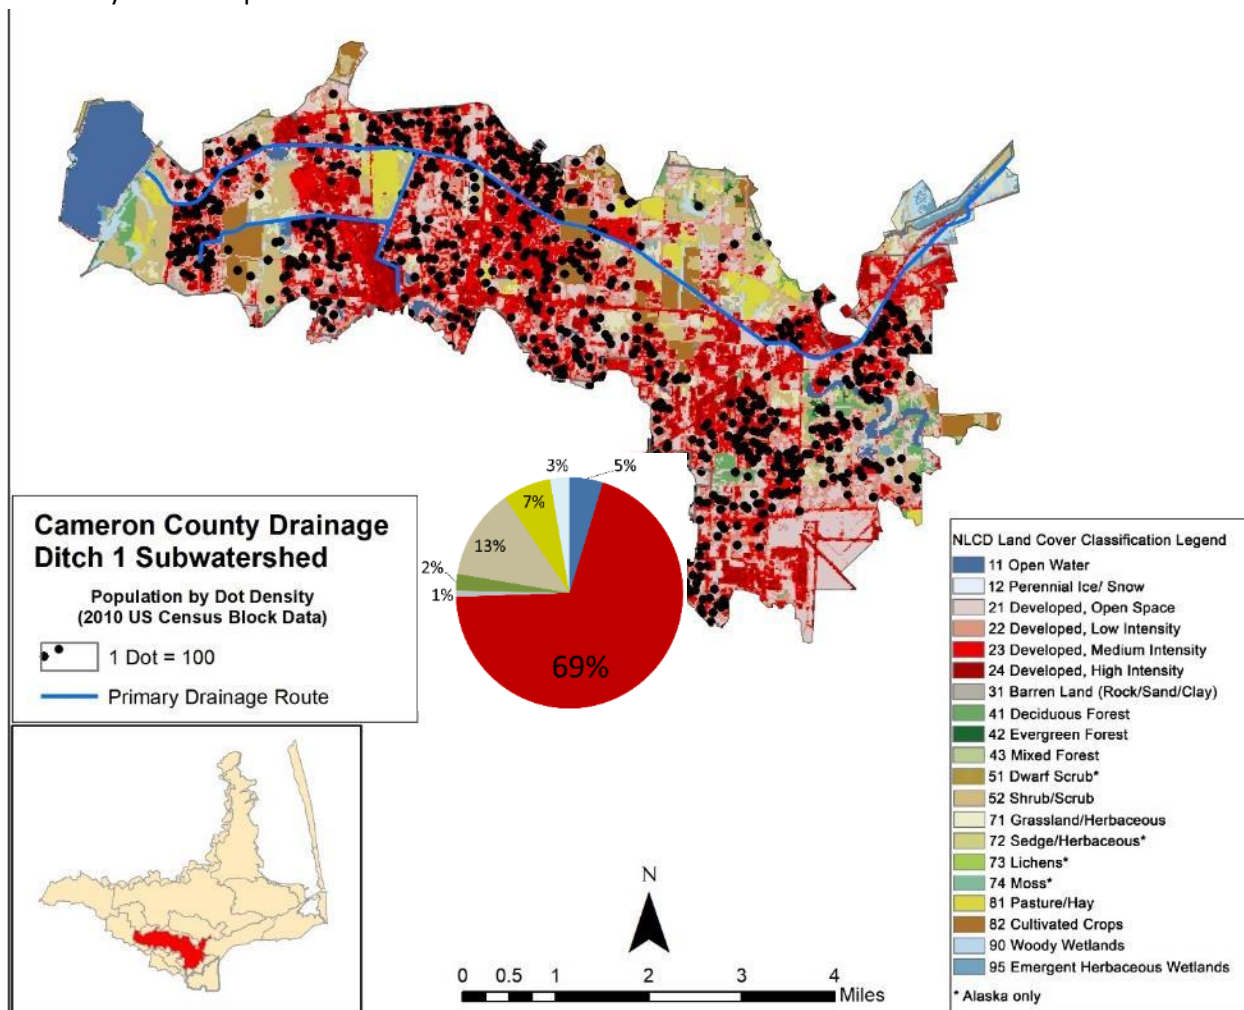 3%
5%
7%
13%
2%
1%
69%
Cameron County Drainage
Ditch 1 Subwatershed
Population by Dot Density
(2010 US Census Block Data)
1 Dot = 100
Primary Drainage Route
NLCD Land Cover Classification Legend
11 Open Water
12 Perennial Ice/ Snow
21 Developed, Open Space
22 Developed, Low Intensity
23 Developed, Medium Intensity
24 Developed, High Intensity
31 Barren Land (Rock/Sand/Clay)
41 Deciduous Forest
42 Evergreen Forest
43 Mixed Forest
51 Dwarf Scrub*
52 Shrub/Scrub
71 Grassland/Herbaceous
72 Sedge/Herbaceous*
73 Lichens*
74 Moss*
81 Pasture/Hay
82 Cultivated Crops
90 Woody Wetlands
95 Emergent Herbaceous Wetlands
* Alaska only
N
0 0.5 1 2 3 4
Miles